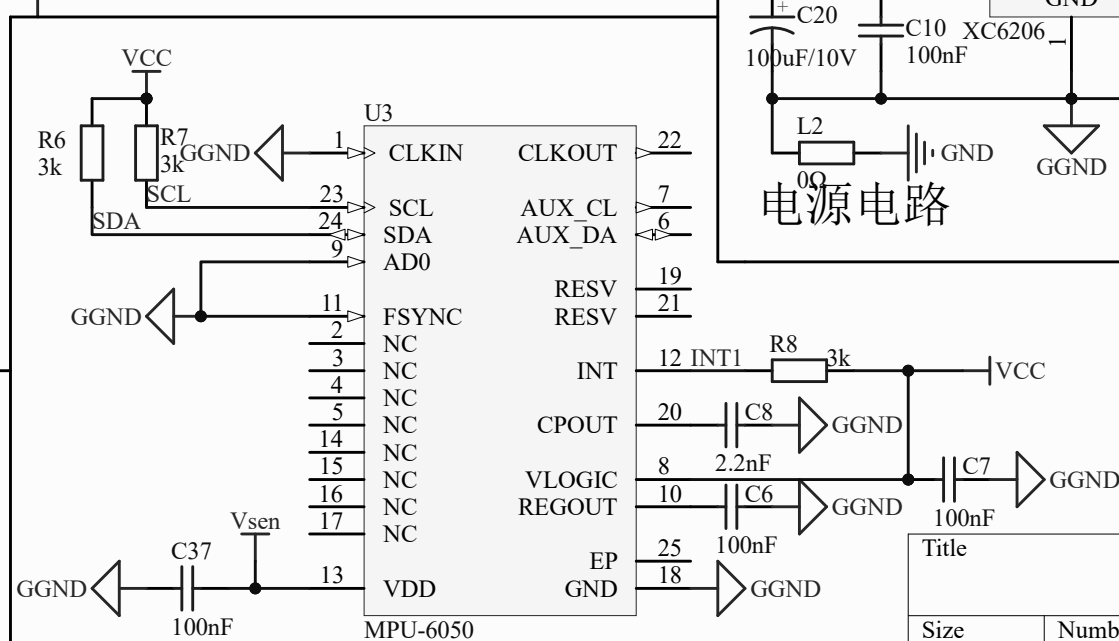 GND
C20
C10
XC6206
1
100uF/10V
100nF
VCC
U3
R6
3k
R7
3k
GGND
1
CLKIN
CLKOUT
22
L2
0Ω
GND
GGND
SCL
23
SCL
AUX_CL
7
电源电路
SDA
24
SDA
AUX_DA
6
9
AD0
RESV
19
GGND
11
FSYNC
RESV
21
2
NC
3
NC
INT
12
INT1
R8
3k
VCC
4
NC
5
NC
CPOUT
20
C8
2.2nF
GGND
14
NC
15
NC
VLOGIC
8
C7
100nF
GGND
16
NC
REGOUT
10
C6
100nF
GGND
17
NC
Vsen
C37
100nF
EP
25
GGND
13
VDD
GND
18
GGND
MPU-6050
Title
Size
Numb